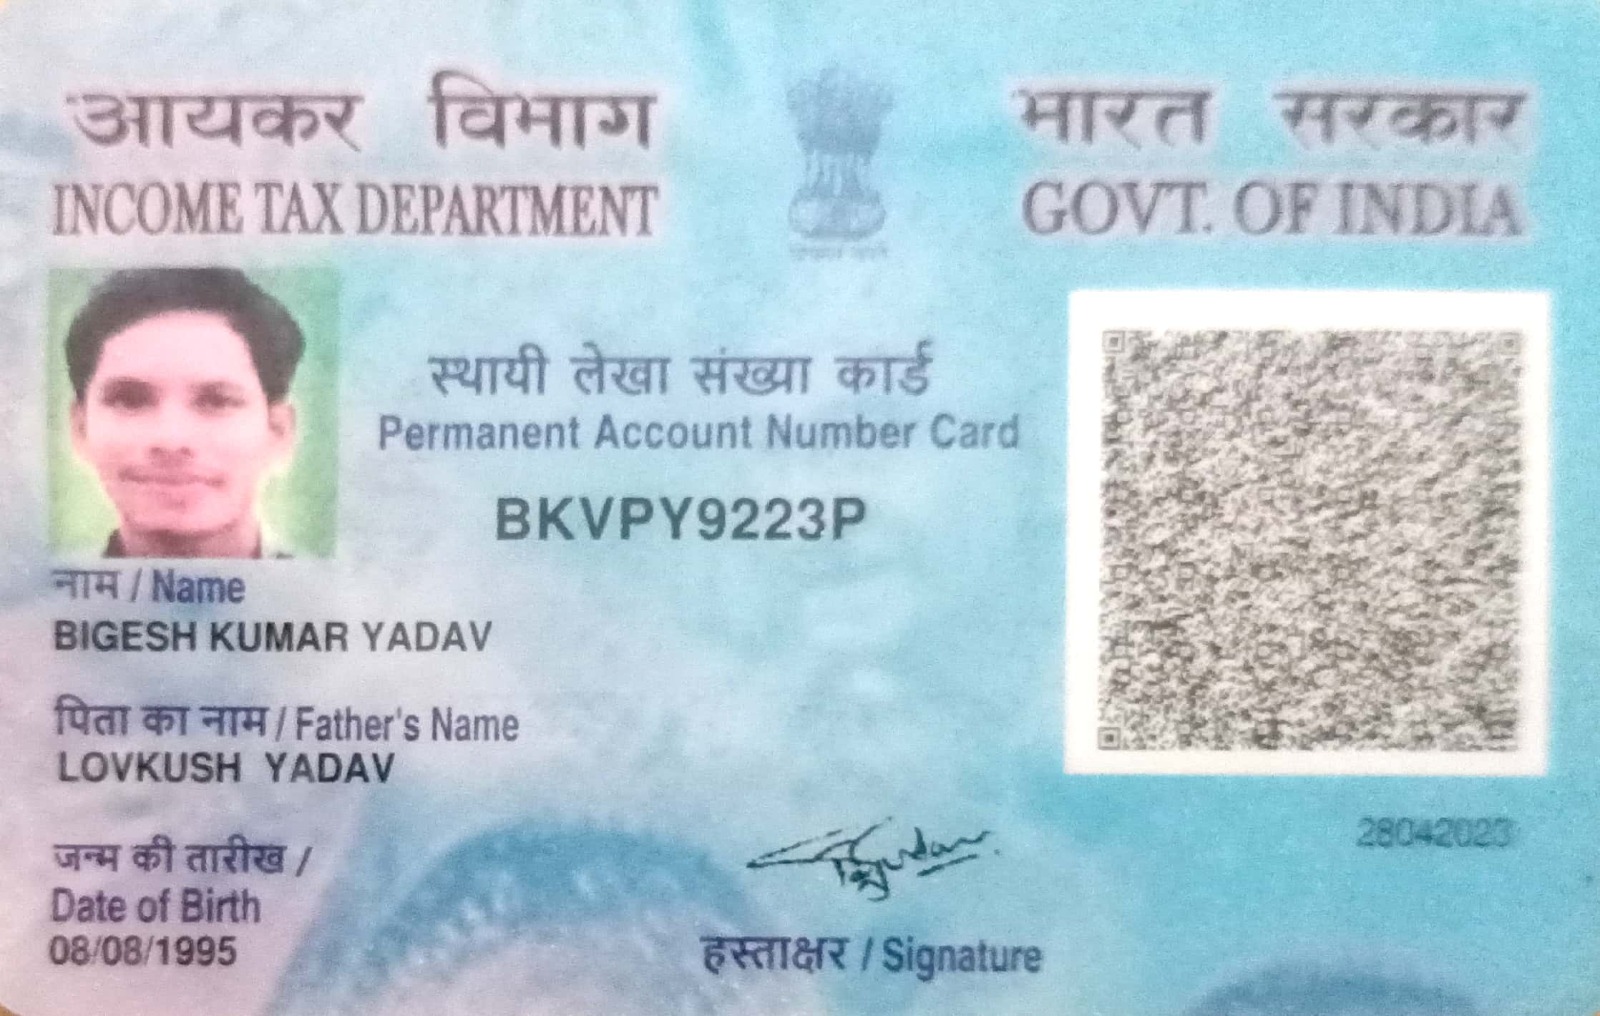 आयकर विभाग
INCOME TAX DEPARTMENT
भारत सरकार
GOVT. OF INDIA
स्थायी लेखा संख्या कार्ड
Permanent Account Number Card
BKVPY9223P
नाम / Name
BIGESH KUMAR YADAV
पिता का नाम / Father's Name
LOVKUSH YADAV
जन्म की तारीख /
Date of Birth
08/08/1995
हस्ताक्षर / Signature
28042023